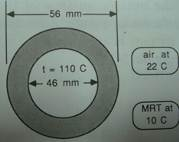 56 mm
t = 110 C
46 mm
air at
22 C
MRT at
10 C